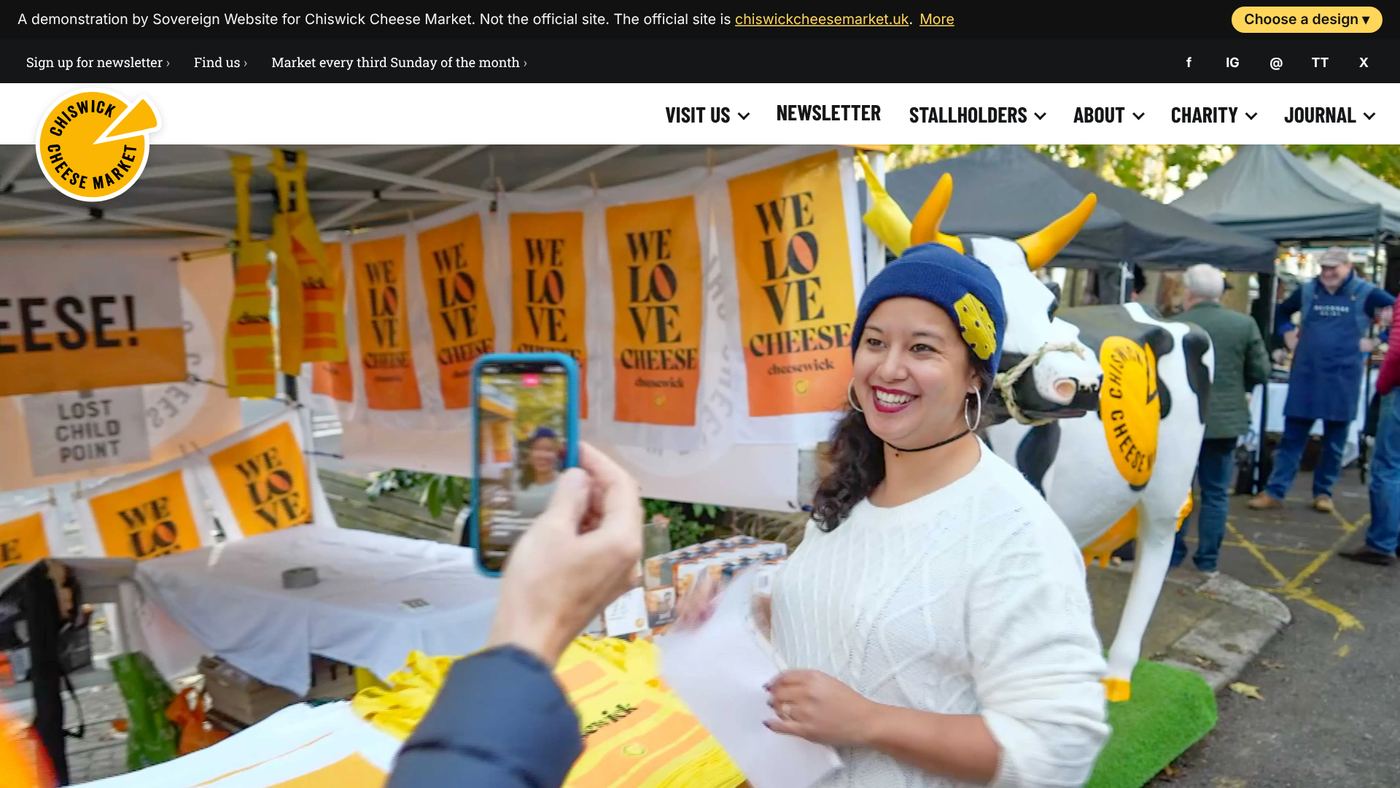 A demonstration by Sovereign Website for Chiswick Cheese Market. Not the official site. The official site is chiswickcheesemarket.uk. More
Choose a design ▾
Sign up for newsletter ›
Find us ›
Market every third Sunday of the month ›
f
IG
@
TT
X
CHISWICK
CHEESE MARKET
VISIT US
NEWSLETTER
STALLHOLDERS
ABOUT
CHARITY
JOURNAL
EESE!
LOST
CHILD
POINT
WE
LO
VE
CHEESE
WE
LO
VE
CHEESE
WE
LO
VE
CHEESE
WE
LO
VE
CHEESE
cheesewick
WE
LO
VE
CHEESE
cheesewick
WE
LO
VE
WE
LO
CHISWICK
CHEESE M